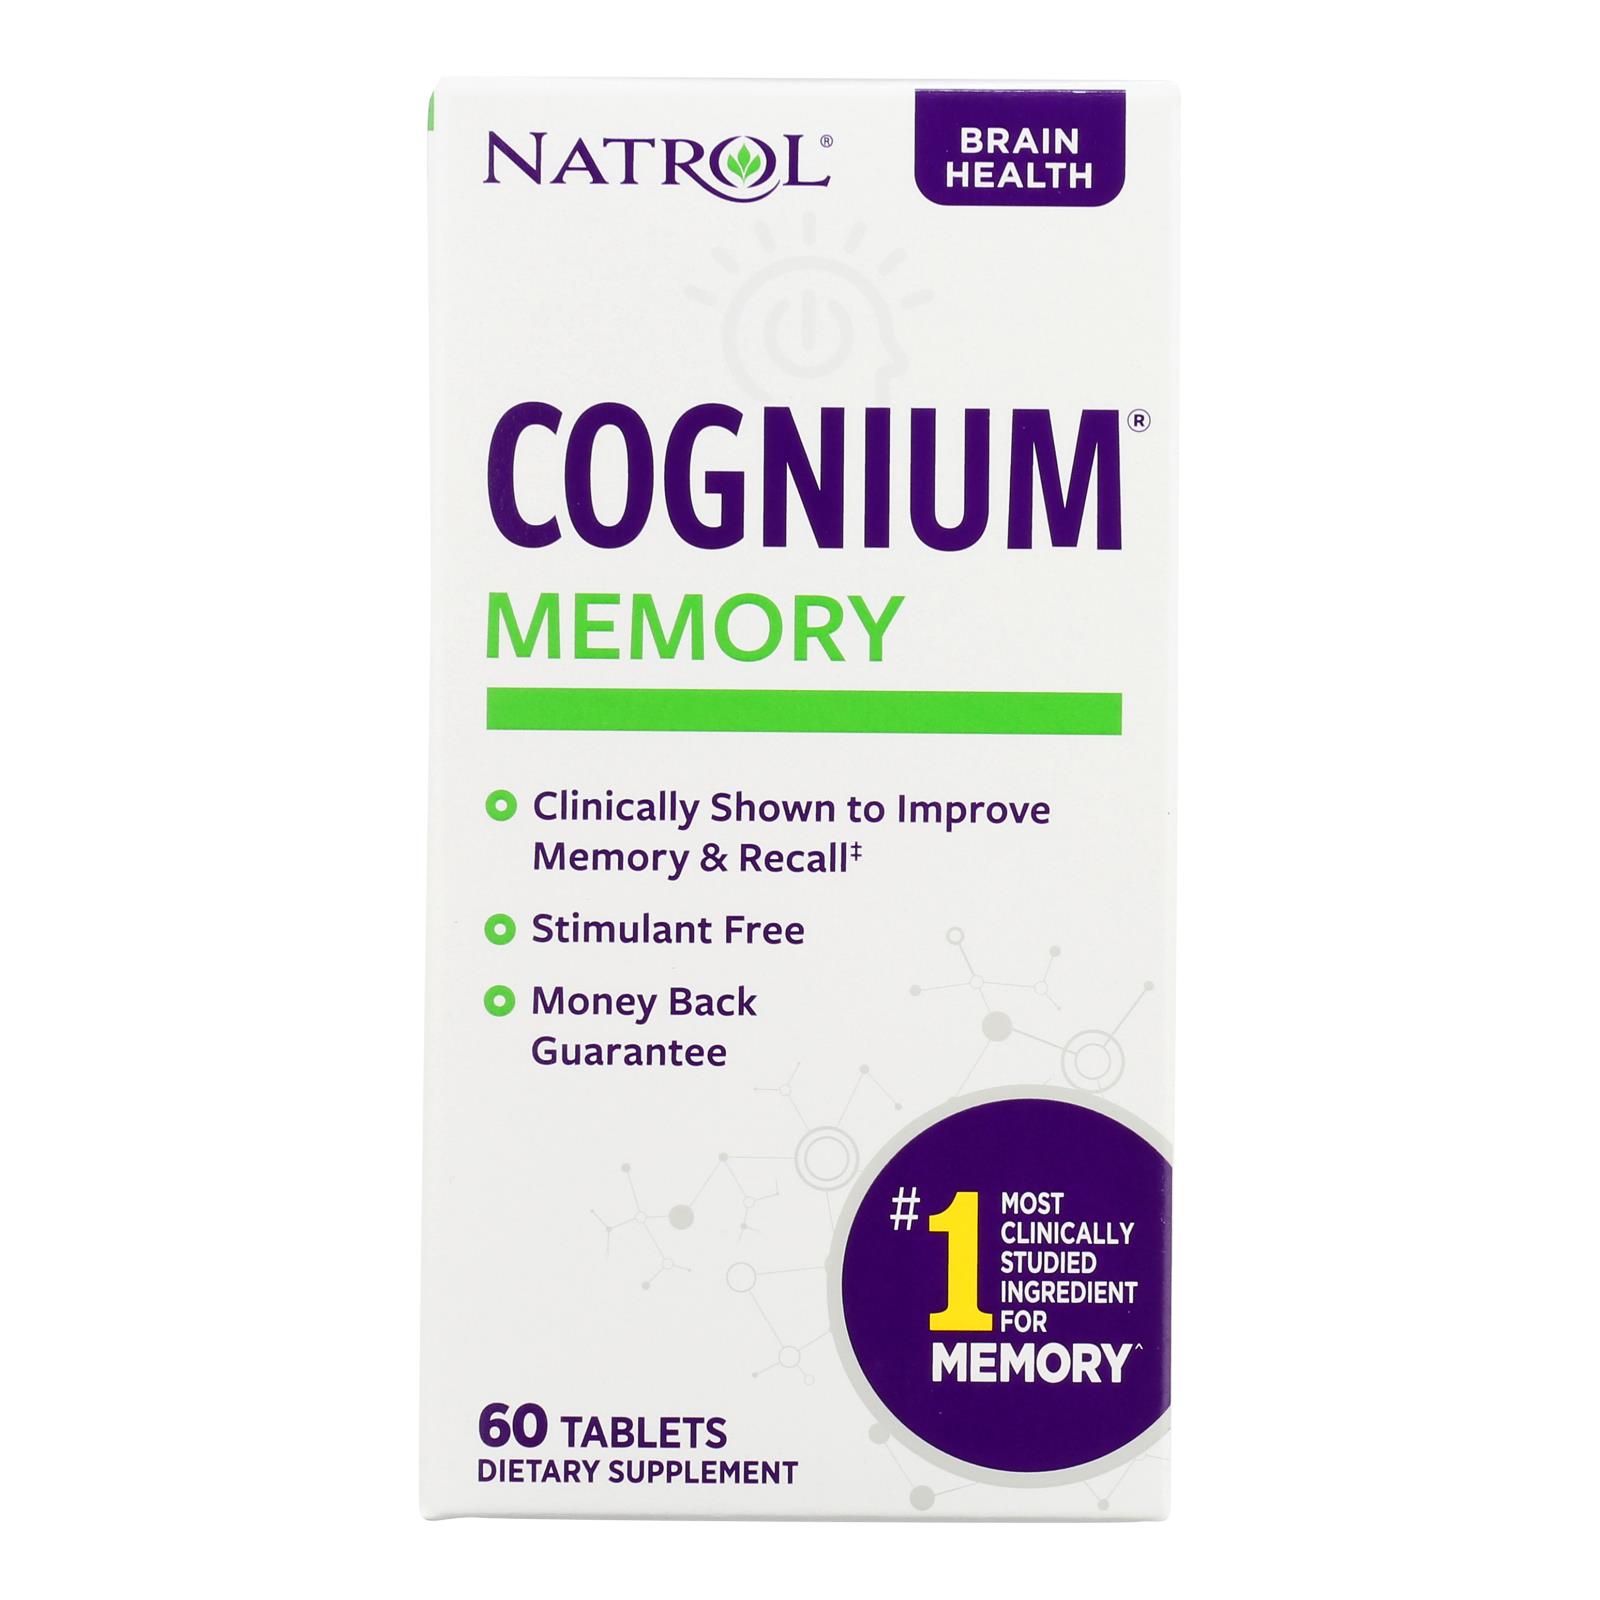 NATROL®
BRAIN
HEALTH
COGNIUM®
MEMORY
Clinically Shown to Improve
Memory & Recall‡
Stimulant Free
Money Back
Guarantee
#1
MOST
CLINICALLY
STUDIED
INGREDIENT
FOR
MEMORY^
60 TABLETS
DIETARY SUPPLEMENT